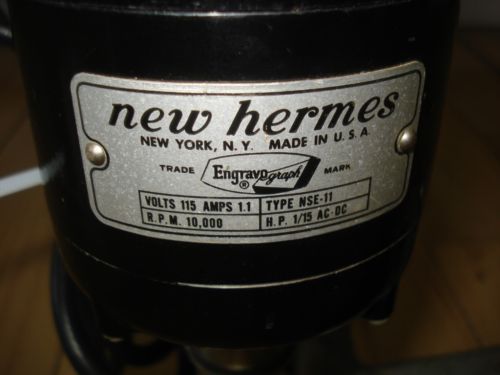 new hermes
NEW YORK, N. Y. MADE IN U. S. A.
TRADE Engravograph ® MARK
VOLTS 115 AMPS 1.1 TYPE NSE-11
R.P.M. 10,000 H.P. 1/15 AC-DC